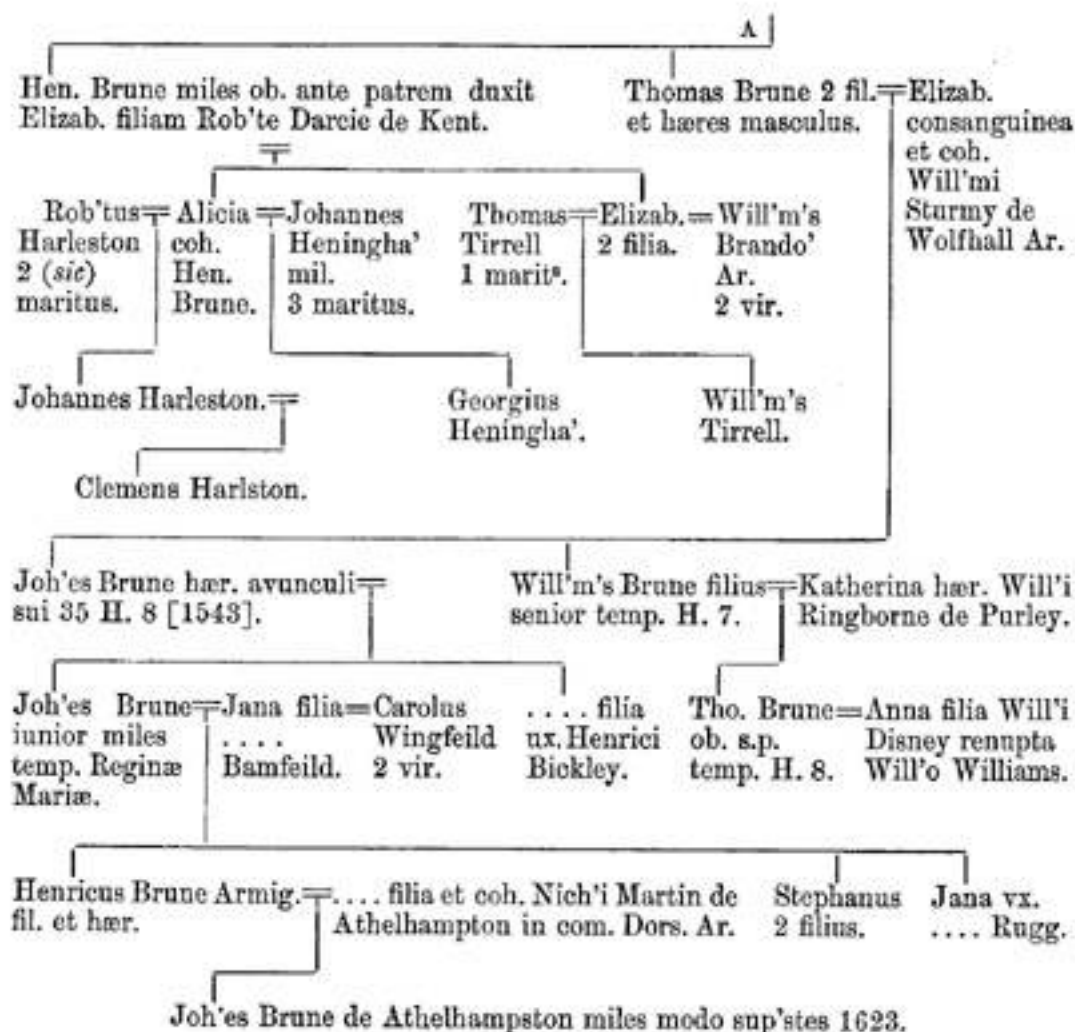 A
Hen. Brune miles ob. ante patrem duxit
Elizab. filiam Rob'te Darcie de Kent.
Thomas Brune 2 fil.
et hæres masculus.
Elizab.
consanguinea
et coh.
Will'mi
Sturmy de
Wolfhall Ar.
Rob'tus
Harleston
2 (sic)
maritus.
Alicia
coh.
Hen.
Brune.
Johannes
Heningha'
mil.
3 maritus.
Thomas
Tirrell
1 maritˢ.
Elizab.
2 filia.
Will'm's
Brando'
Ar.
2 vir.
Johannes Harleston.
Georgius
Heningha'.
Will'm's
Tirrell.
Clemens Harlston.
Joh'es Brune hær. avunculi
sui 35 H. 8 [1543].
Will'm's Brune filius
senior temp. H. 7.
Katherina hær. Will'i
Ringborne de Purley.
Joh'es Brune
iunior miles
temp. Reginæ
Mariæ.
Jana filia
....
Bamfeild.
Carolus
Wingfeild
2 vir.
.... filia
ux. Henrici
Bickley.
Tho. Brune
ob. s.p.
temp. H. 8.
Anna filia Will'i
Disney renupta
Will'o Williams.
Henricus Brune Armig.
fil. et hær.
.... filia et coh. Nich'i Martin de
Athelhampton in com. Dors. Ar.
Stephanus
2 filius.
Jana vx.
.... Rugg.
Joh'es Brune de Athelhampston miles modo sup'stes 1623.